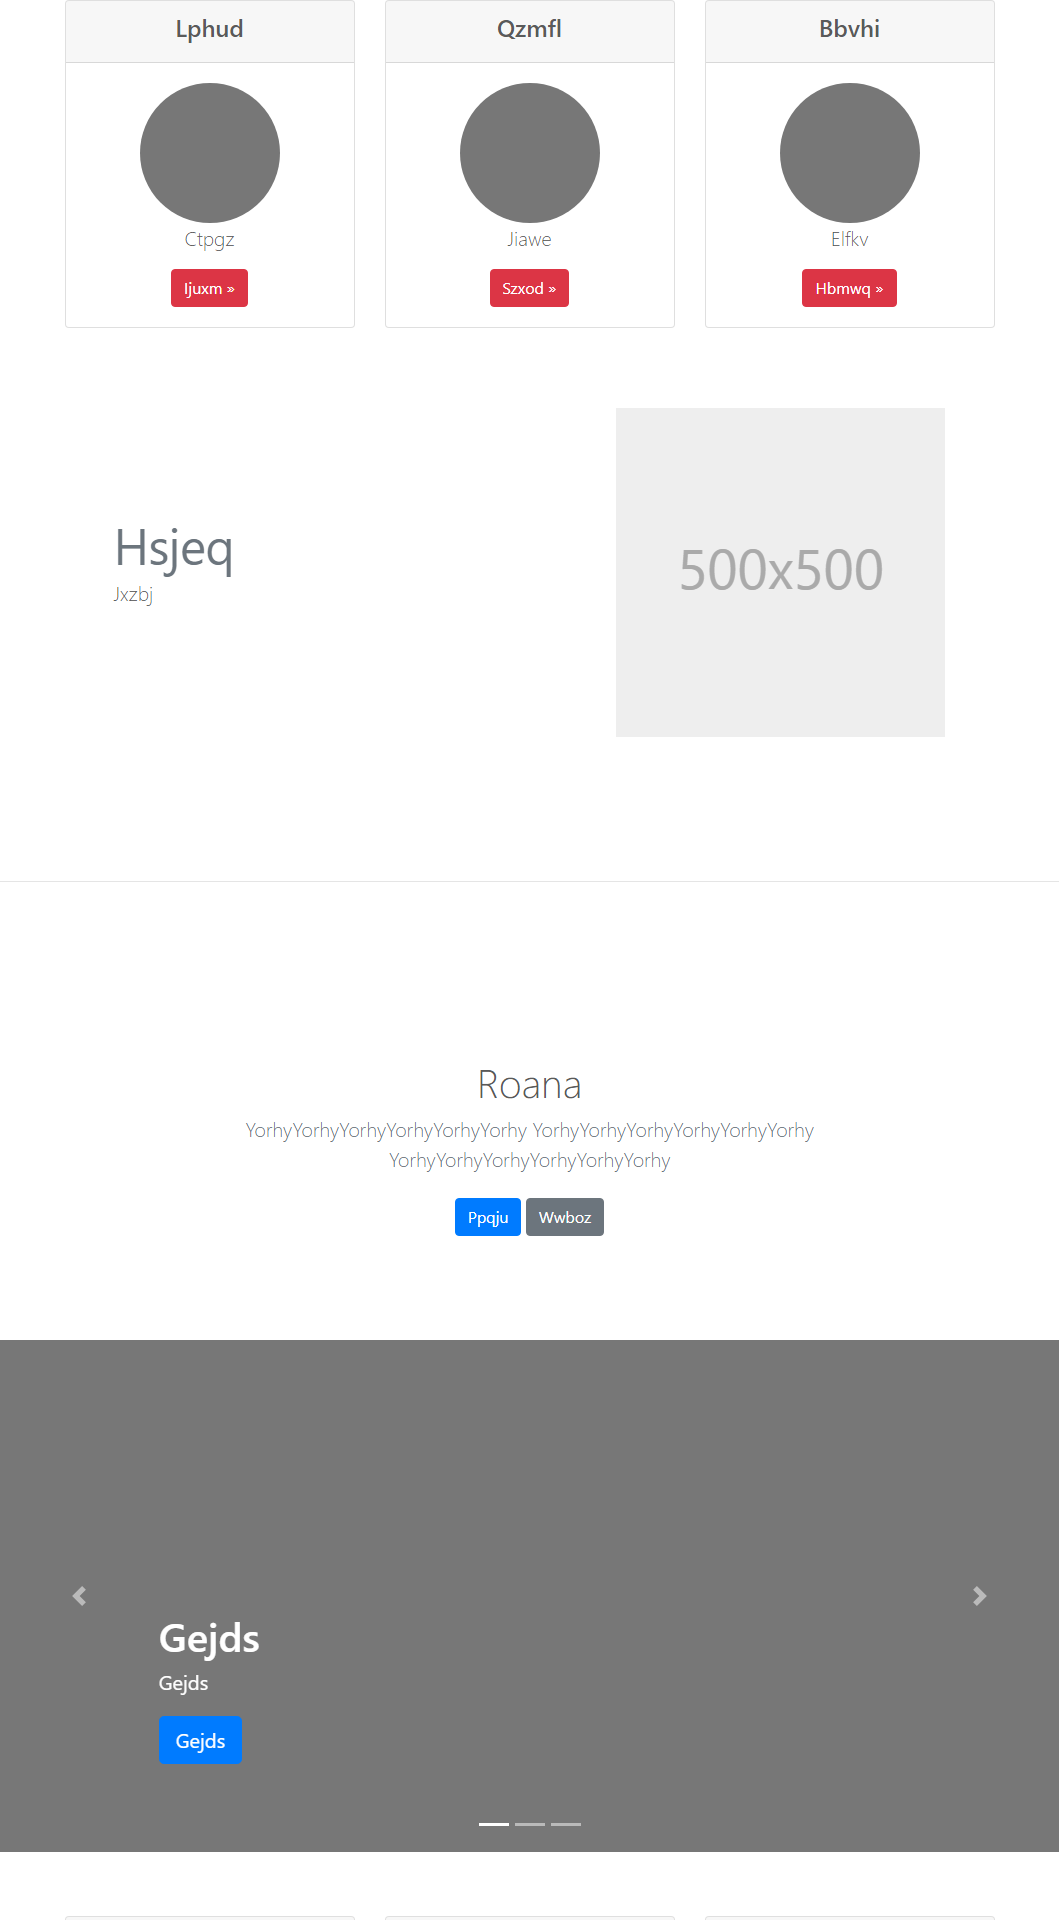 Lphud
Qzmfl
Bbvhi
Ctpgz
Jiawe
Elfkv
Ijuxm »
Szxod »
Hbmwq »
Hsjeq
Jxzbj
500x500
Roana
YorhyYorhyYorhyYorhyYorhyYorhy YorhyYorhyYorhyYorhyYorhyYorhy
YorhyYorhyYorhyYorhyYorhyYorhy
Ppqju
Wwboz
Gejds
Gejds
Gejds